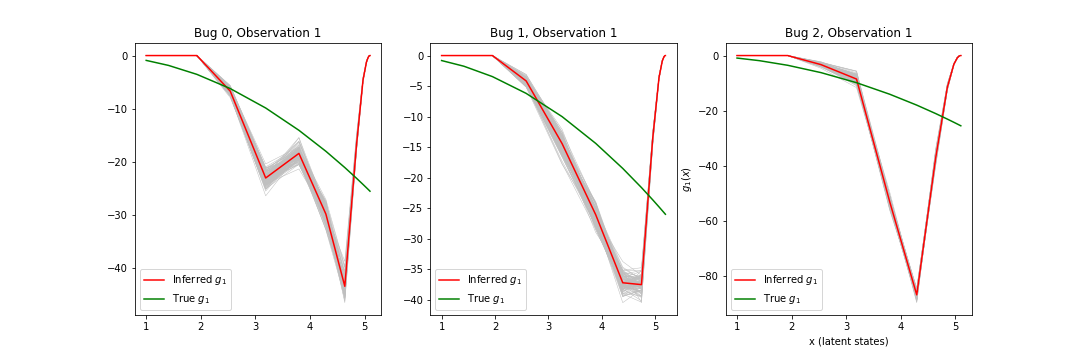 Bug 0, Observation 1
0
−10
−20
−30
−40
1 2 3 4 5
Inferred g₁
True g₁
Bug 1, Observation 1
0
−5
−10
−15
−20
−25
−30
−35
−40
1 2 3 4 5
Inferred g₁
True g₁
Bug 2, Observation 1
g₁(x)
0
−20
−40
−60
−80
1 2 3 4 5
x (latent states)
Inferred g₁
True g₁